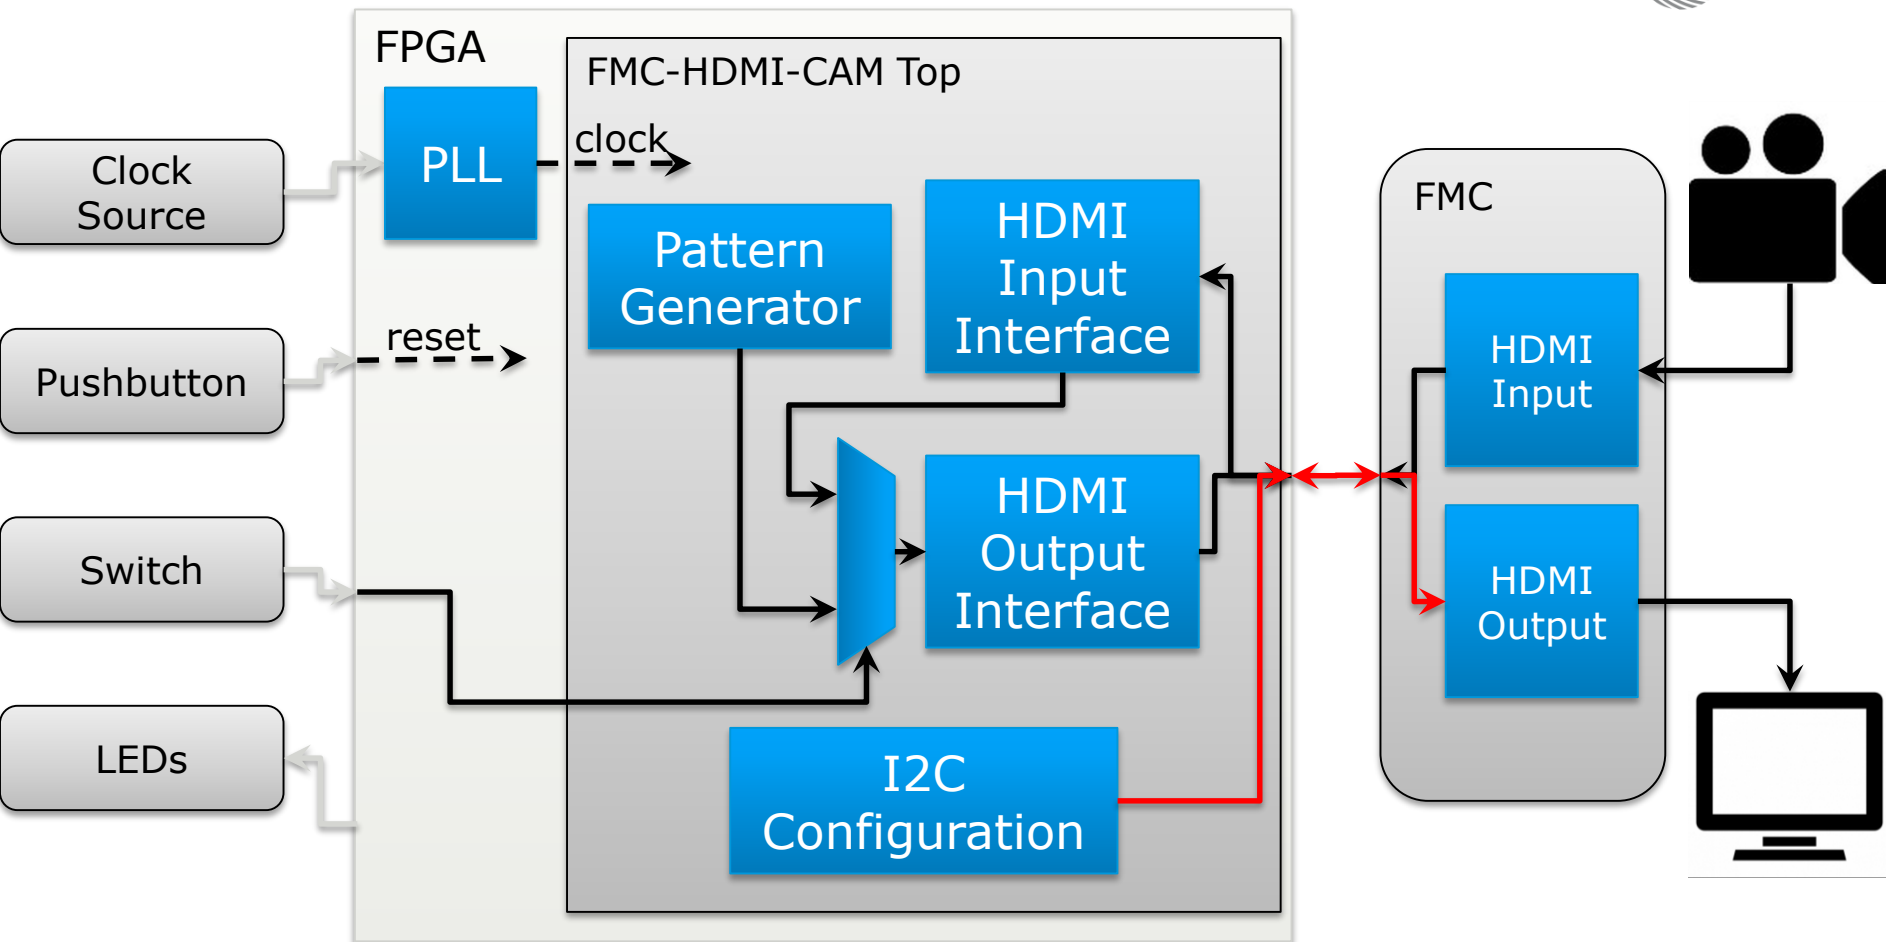 FPGA
FMC-HDMI-CAM Top
Clock
Source
PLL
clock
Pattern
Generator
HDMI
Input
Interface
FMC
Pushbutton
reset
HDMI
Input
Switch
HDMI
Output
Interface
HDMI
Output
LEDs
I2C
Configuration